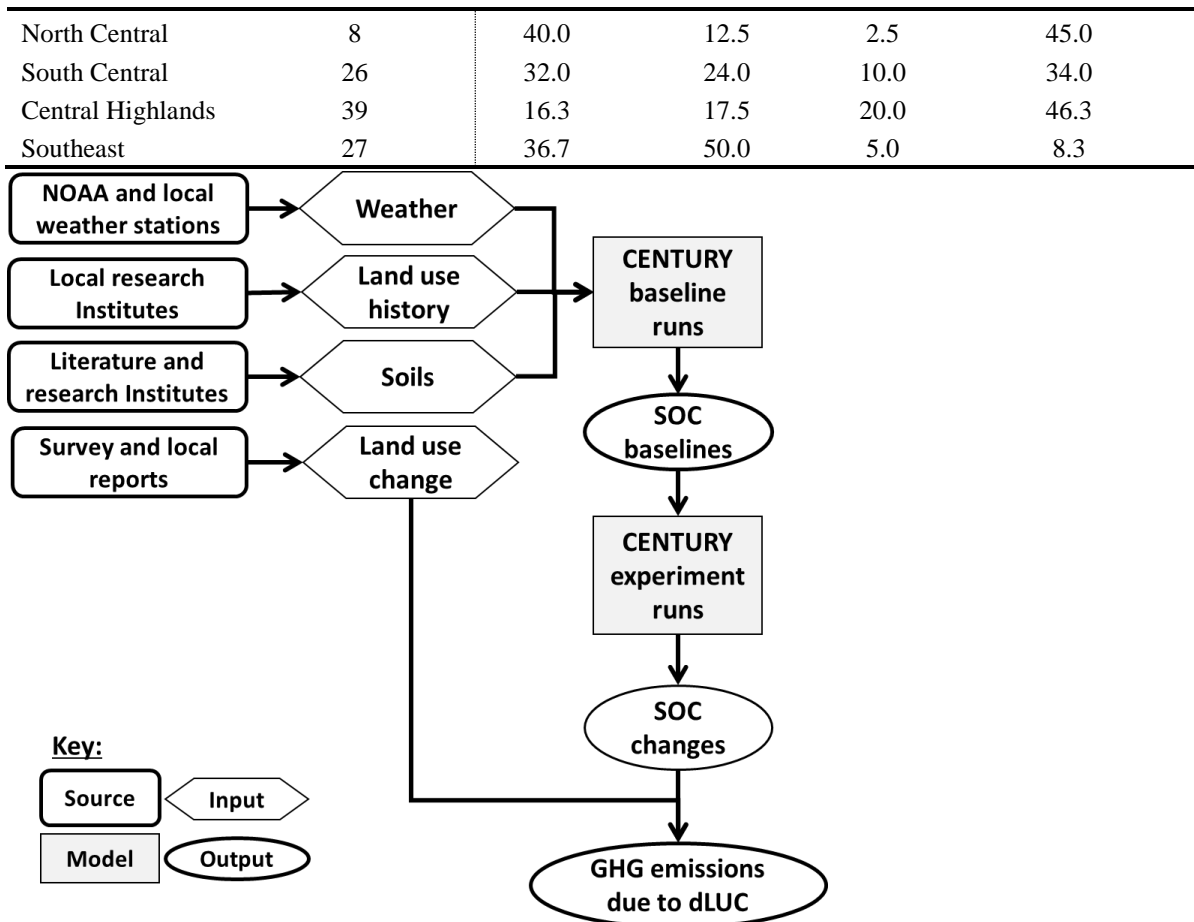 North Central 8 40.0 12.5 2.5 45.0
South Central 26 32.0 24.0 10.0 34.0
Central Highlands 39 16.3 17.5 20.0 46.3
Southeast 27 36.7 50.0 5.0 8.3
NOAA and local
weather stations
Weather
Local research
Institutes
Land use
history
Literature and
research Institutes
Soils
Survey and local
reports
Land use
change
CENTURY
baseline
runs
SOC
baselines
CENTURY
experiment
runs
SOC
changes
GHG emissions
due to dLUC
Key:
Source
Input
Model
Output